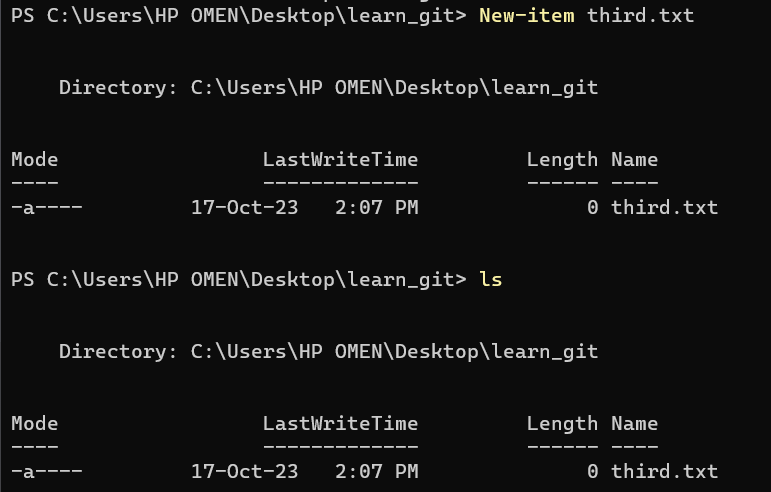 PS C:\Users\HP OMEN\Desktop\learn_git> New-item third.txt
Directory: C:\Users\HP OMEN\Desktop\learn_git
Mode                 LastWriteTime         Length Name
----                 -------------         ------ ----
-a----         17-Oct-23   2:07 PM              0 third.txt
PS C:\Users\HP OMEN\Desktop\learn_git> ls
Directory: C:\Users\HP OMEN\Desktop\learn_git
Mode                 LastWriteTime         Length Name
----                 -------------         ------ ----
-a----         17-Oct-23   2:07 PM              0 third.txt